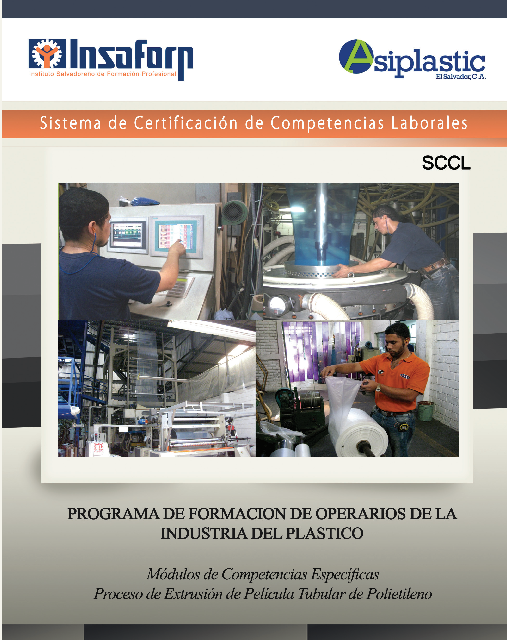 Insaforp
Instituto Salvadoreño de Formación Profesional
Asiplastic
El Salvador, C.A.
Sistema de Certificación de Competencias Laborales
SCCL
PROGRAMA DE FORMACION DE OPERARIOS DE LA
INDUSTRIA DEL PLASTICO
Módulos de Competencias Específicas
Proceso de Extrusión de Película Tubular de Polietileno